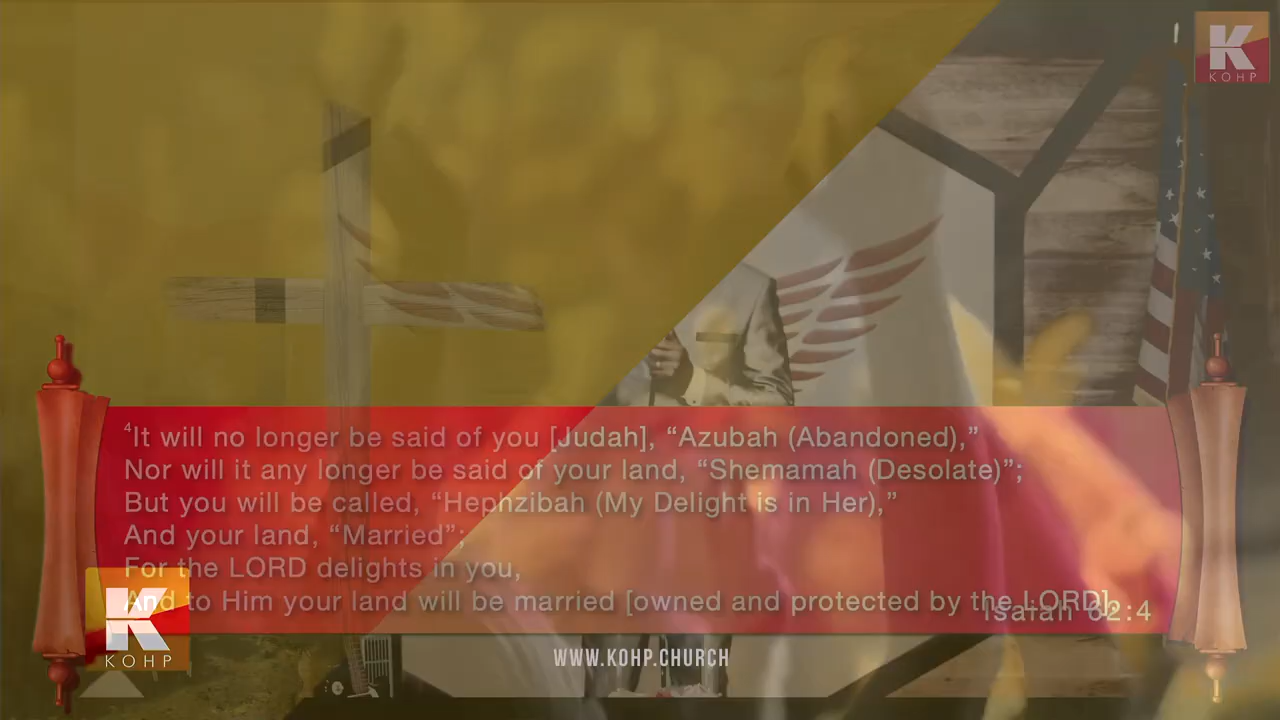 K
KOHP
⁴It will no longer be said of you [Judah], “Azubah (Abandoned),”
Nor will it any longer be said of your land, “Shemamah (Desolate)”;
But you will be called, “Hephzibah (My Delight is in Her),”
And your land, “Married”;
For the LORD delights in you,
And to Him your land will be married [owned and protected by the LORD].
Isaiah 62:4
K
KOHP
WWW.KOHP.CHURCH